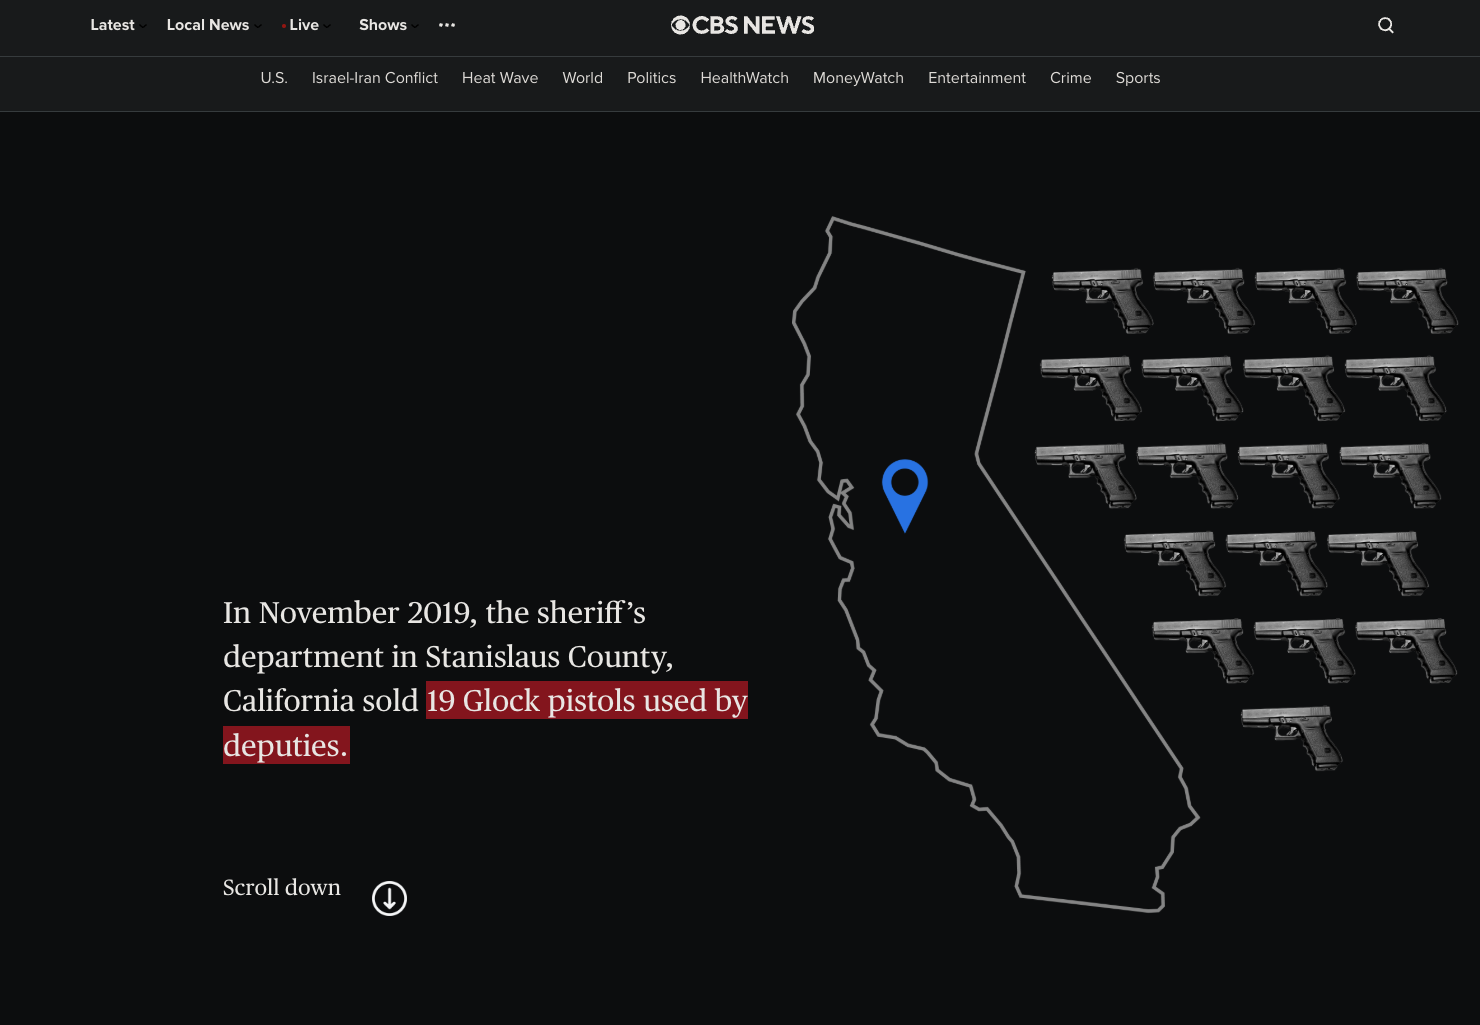 Latest Local News Live Shows
CBS NEWS
U.S. Israel-Iran Conflict Heat Wave World Politics HealthWatch MoneyWatch Entertainment Crime Sports
In November 2019, the sheriff’s
department in Stanislaus County,
California sold 19 Glock pistols used by
deputies.
Scroll down